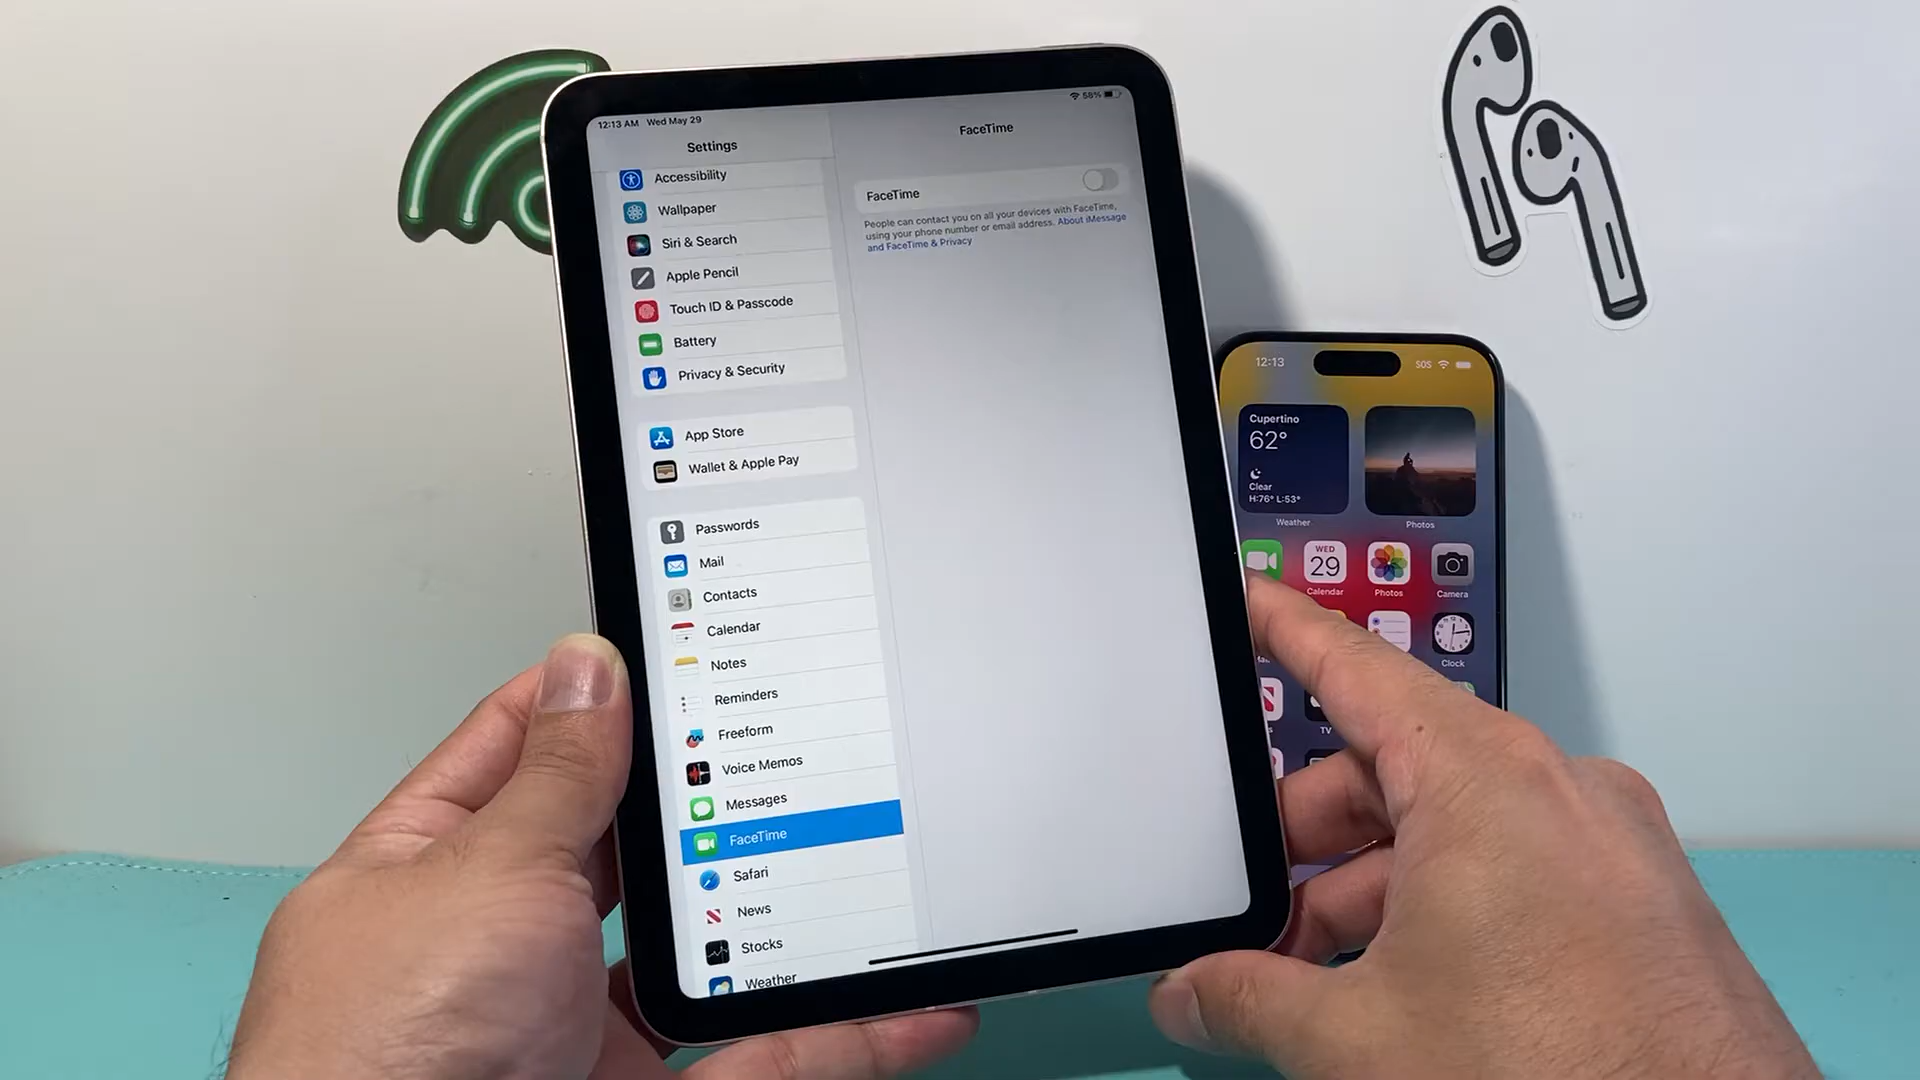 12:13 AM Wed May 29
58%
Settings
Accessibility
Wallpaper
Siri & Search
Apple Pencil
Touch ID & Passcode
Battery
Privacy & Security
App Store
Wallet & Apple Pay
Passwords
Mail
Contacts
Calendar
Notes
Reminders
Freeform
Voice Memos
Messages
FaceTime
Safari
News
Stocks
Weather
FaceTime
FaceTime
People can contact you on all your devices with FaceTime,
using your phone number or email address. About iMessage
and FaceTime & Privacy
12:13
SOS
Cupertino
62°
Clear
H:76° L:53°
Weather
Photos
WED
29
Calendar
Photos
Camera
Clock
TV